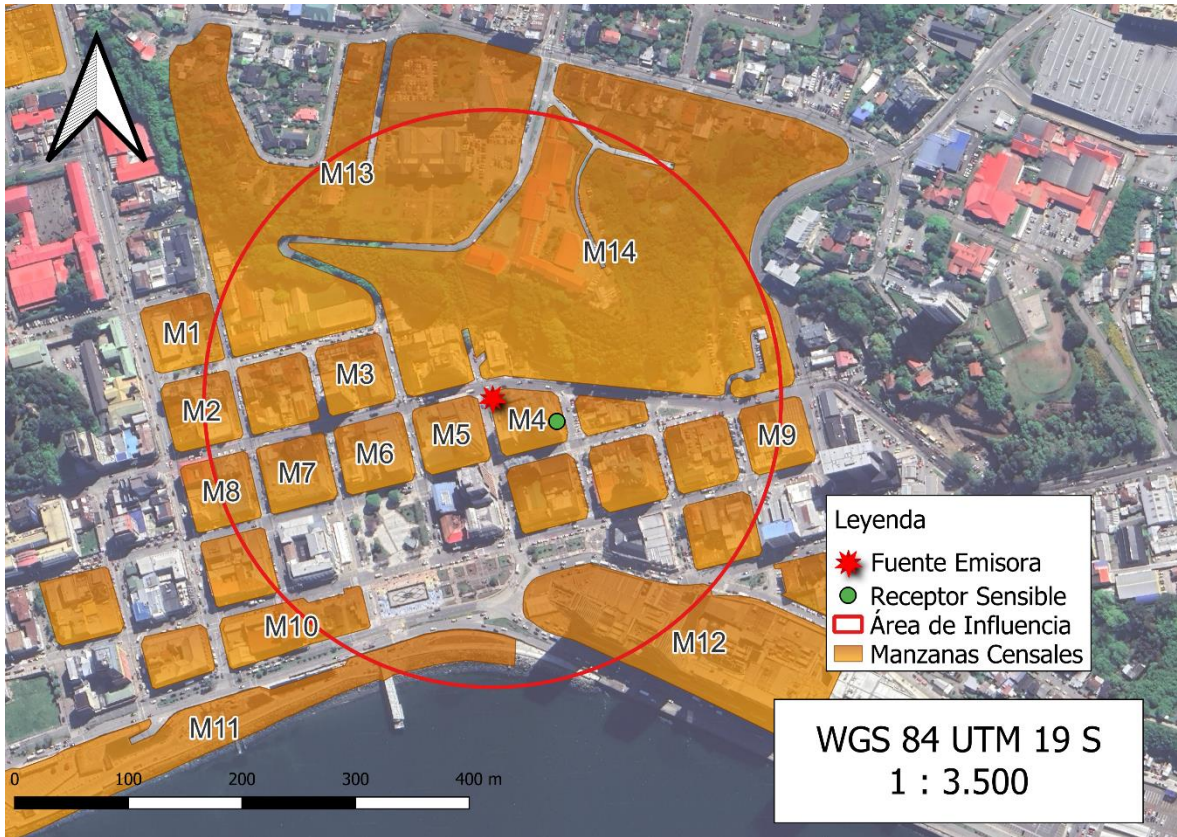 M13
M14
M1
M3
M2
M4
M5
M9
M6
M7
M8
M10
M12
M11
Leyenda
Fuente Emisora
Receptor Sensible
Área de Influencia
Manzanas Censales
WGS 84 UTM 19 S
1 : 3.500
0 100 200 300 400 m